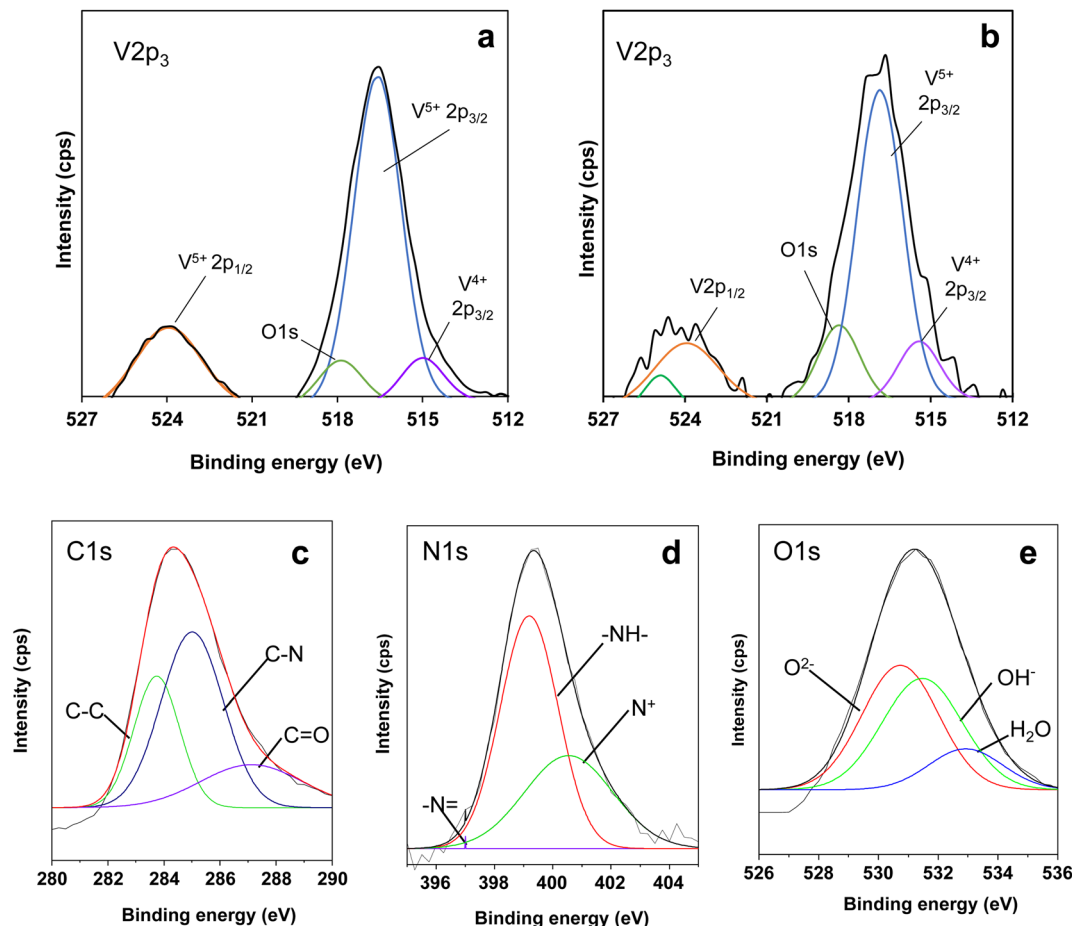 V2p₃
a
V⁵⁺ 2p₃/₂
V⁵⁺ 2p₁/₂
O1s
V⁴⁺
2p₃/₂
Intensity (cps)
527 524 521 518 515 512
Binding energy (eV)
V2p₃
b
V⁵⁺
2p₃/₂
O1s
V2p₁/₂
V⁴⁺
2p₃/₂
Intensity (cps)
527 524 521 518 515 512
Binding energy (eV)
C1s
c
C-N
C-C
C=O
Intensity (cps)
280 282 284 286 288 290
Binding energy (eV)
N1s
d
-NH-
N⁺
-N=
Intensity (cps)
396 398 400 402 404
Binding energy (eV)
O1s
e
O²⁻
OH⁻
H₂O
Intensity (cps)
526 528 530 532 534 536
Binding energy (eV)